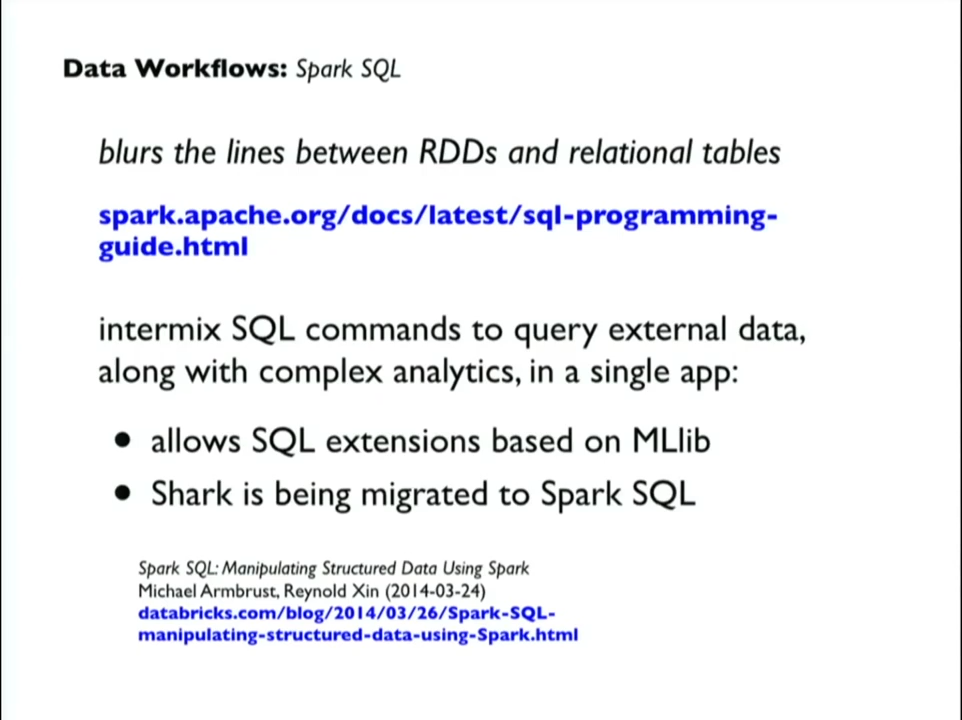 Data Workflows: Spark SQL
blurs the lines between RDDs and relational tables
spark.apache.org/docs/latest/sql-programming-
guide.html
intermix SQL commands to query external data,
along with complex analytics, in a single app:
• allows SQL extensions based on MLlib
• Shark is being migrated to Spark SQL
Spark SQL: Manipulating Structured Data Using Spark
Michael Armbrust, Reynold Xin (2014-03-24)
databricks.com/blog/2014/03/26/Spark-SQL-
manipulating-structured-data-using-Spark.html